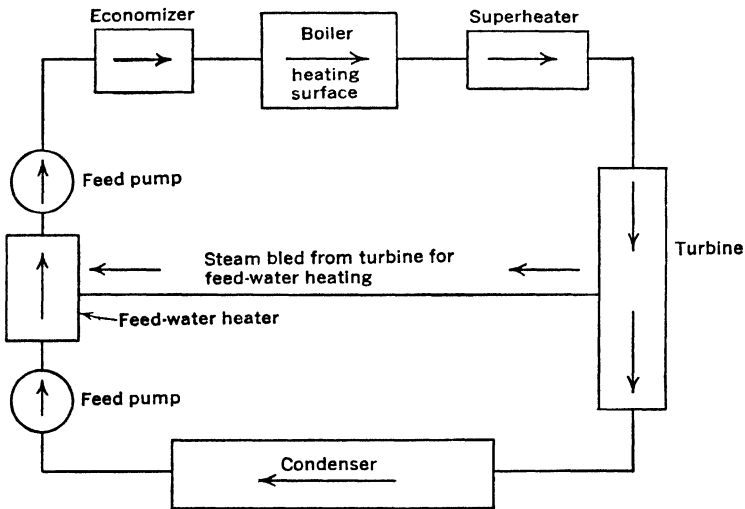 Economizer
Boiler
heating
surface
Superheater
Feed pump
Steam bled from turbine for
feed-water heating
Turbine
Feed-water heater
Feed pump
Condenser